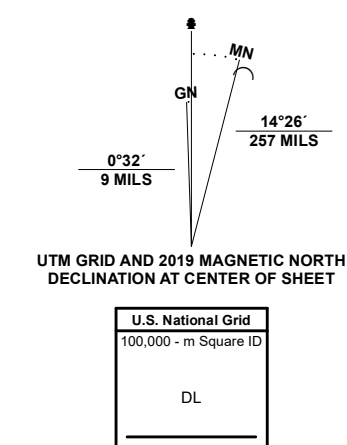 MN
GN
14°26´
257 MILS
0°32´
9 MILS
UTM GRID AND 2019 MAGNETIC NORTH
DECLINATION AT CENTER OF SHEET
U.S. National Grid
100,000 - m Square ID
DL